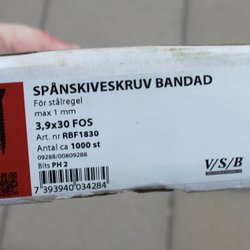 SPÅNSKIVESKRUV BANDAD
För stålregel
max 1 mm
3,9x30 FOS
Art. nr RBF1830
Antal ca 1000 st
09288/00809288
Bits PH 2
7 393940 034284
V/S/B